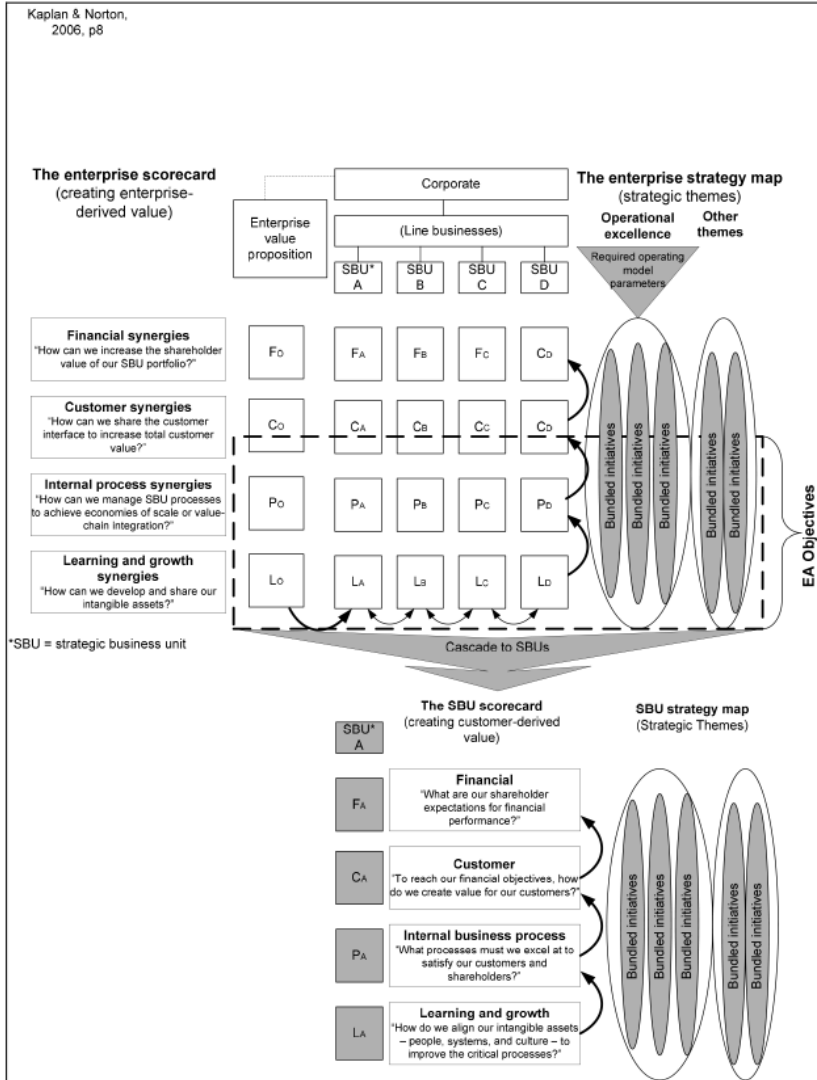 Kaplan & Norton,
2006, p8
The enterprise scorecard
(creating enterprise-
derived value)
Enterprise
value
proposition
Corporate
(Line businesses)
SBU*
A
SBU
B
SBU
C
SBU
D
The enterprise strategy map
(strategic themes)
Operational
excellence
Other
themes
Required operating
model
parameters
Financial synergies
“How can we increase the shareholder
value of our SBU portfolio?”
FO
FA
FB
FC
CD
Customer synergies
“How can we share the customer
interface to increase total customer
value?”
CO
CA
CB
CC
CD
Internal process synergies
“How can we manage SBU processes
to achieve economies of scale or value-
chain integration?”
PO
PA
PB
PC
PD
Learning and growth
synergies
“How can we develop and share our
intangible assets?”
LO
LA
LB
LC
LD
Bundled initiatives
Bundled initiatives
Bundled initiatives
Bundled initiatives
Bundled initiatives
EA Objectives
*SBU = strategic business unit
Cascade to SBUs
The SBU scorecard
(creating customer-derived
value)
SBU strategy map
(Strategic Themes)
SBU*
A
FA
Financial
“What are our shareholder
expectations for financial
performance?”
CA
Customer
“To reach our financial objectives, how
do we create value for our customers?”
PA
Internal business process
“What processes must we excel at to
satisfy our customers and
shareholders?”
LA
Learning and growth
“How do we align our intangible assets
– people, systems, and culture – to
improve the critical processes?”
Bundled initiatives
Bundled initiatives
Bundled initiatives
Bundled initiatives
Bundled initiatives